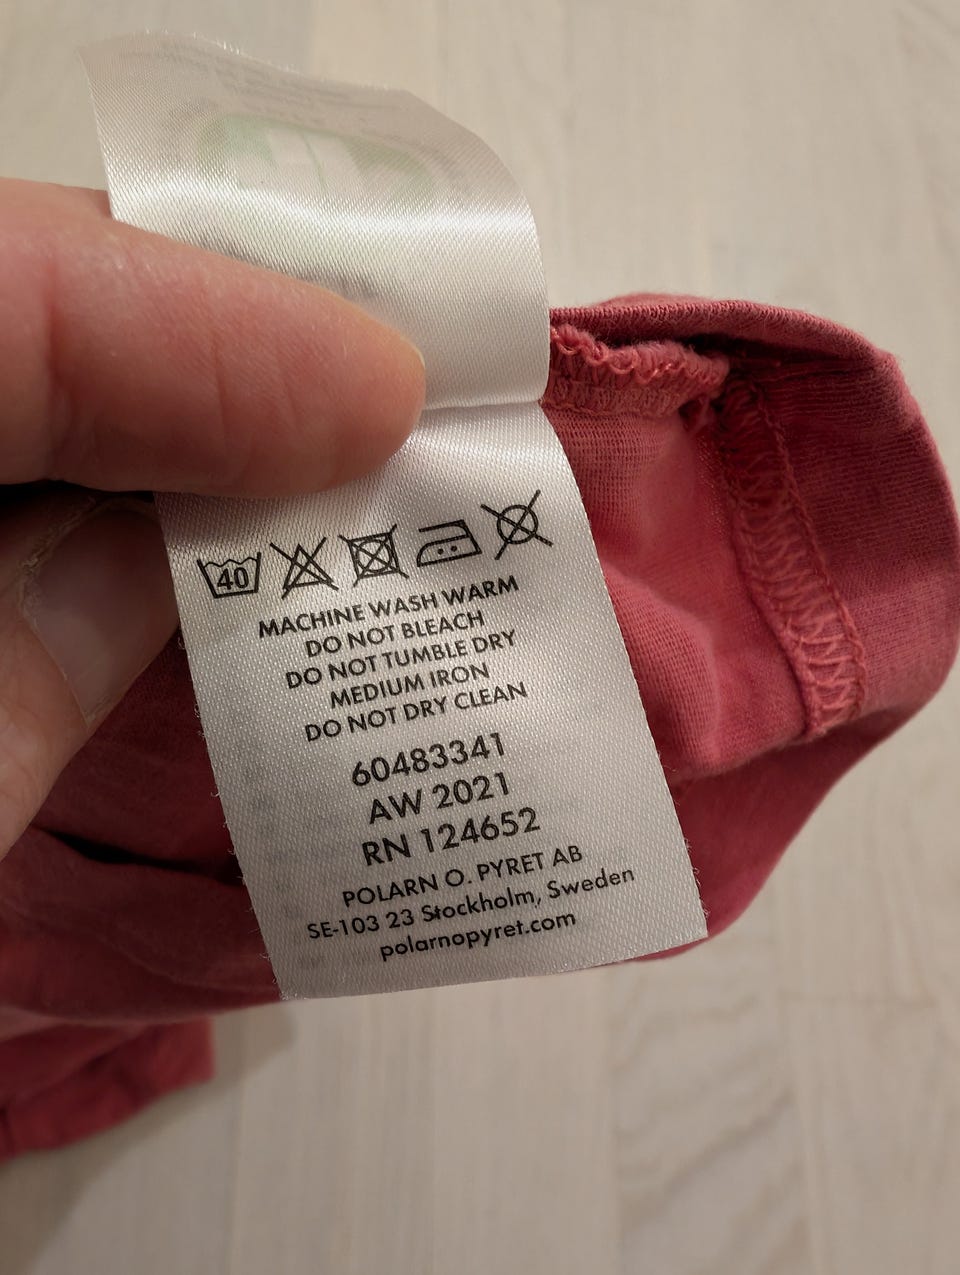 40
MACHINE WASH WARM
DO NOT BLEACH
DO NOT TUMBLE DRY
MEDIUM IRON
DO NOT DRY CLEAN
60483341
AW 2021
RN 124652
POLARN O. PYRET AB
SE-103 23 Stockholm, Sweden
polarnopyret.com